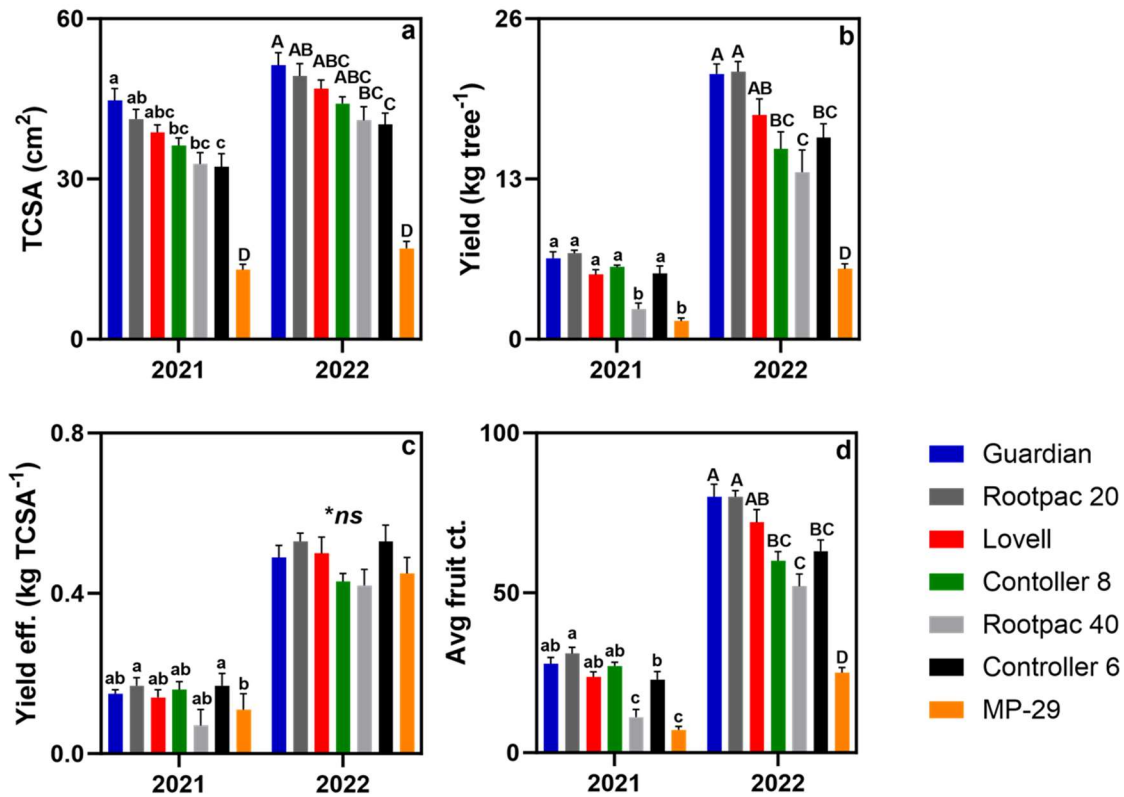 60
a
TCSA (cm²)
30
0
a
ab
abc
bc
bc
c
D
A
AB
ABC
ABC
BC
C
D
2021
2022
26
b
Yield (kg tree⁻¹)
13
0
a
a
a
a
b
a
b
A
A
AB
BC
C
BC
D
2021
2022
0.8
c
Yield eff. (kg TCSA⁻¹)
0.4
0.0
ab
a
ab
ab
ab
a
b
*ns
2021
2022
100
d
Avg fruit ct.
50
0
ab
a
ab
ab
c
b
c
A
A
AB
BC
C
BC
D
2021
2022
Guardian
Rootpac 20
Lovell
Contoller 8
Rootpac 40
Controller 6
MP-29